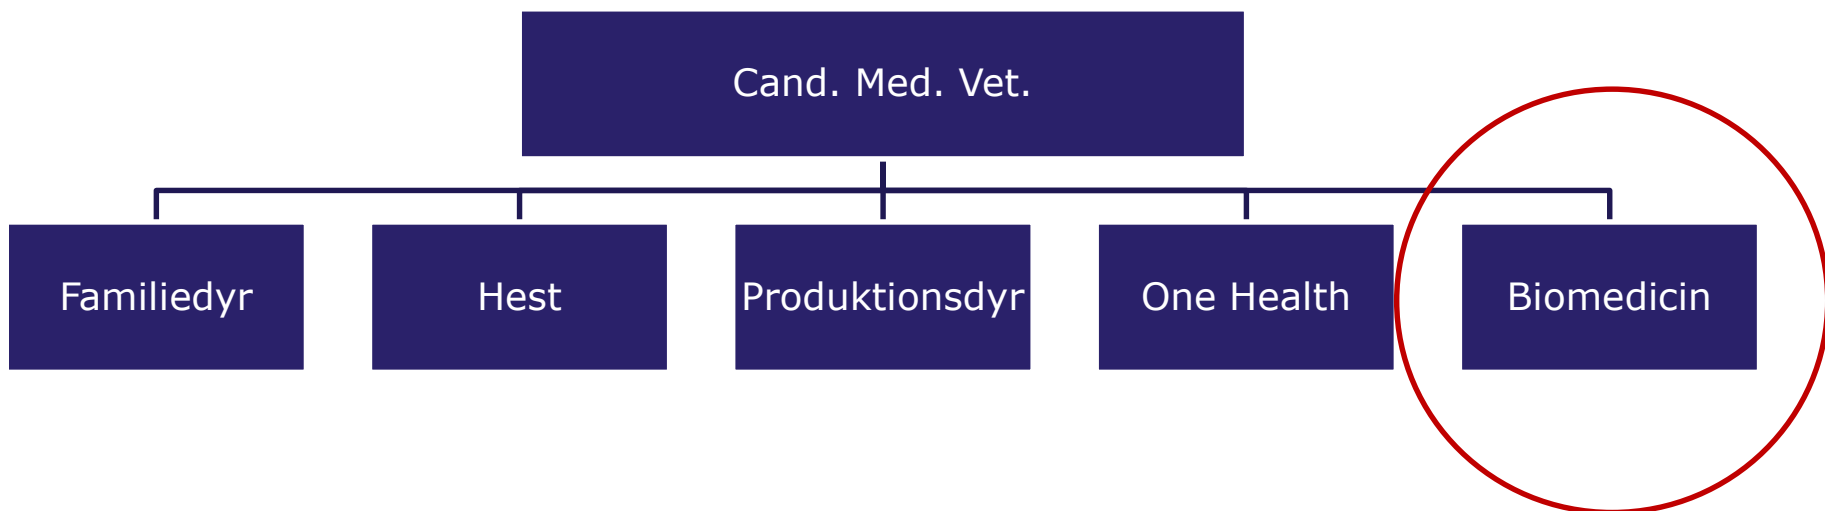 Cand. Med. Vet.
Familiedyr
Hest
Produktionsdyr
One Health
Biomedicin